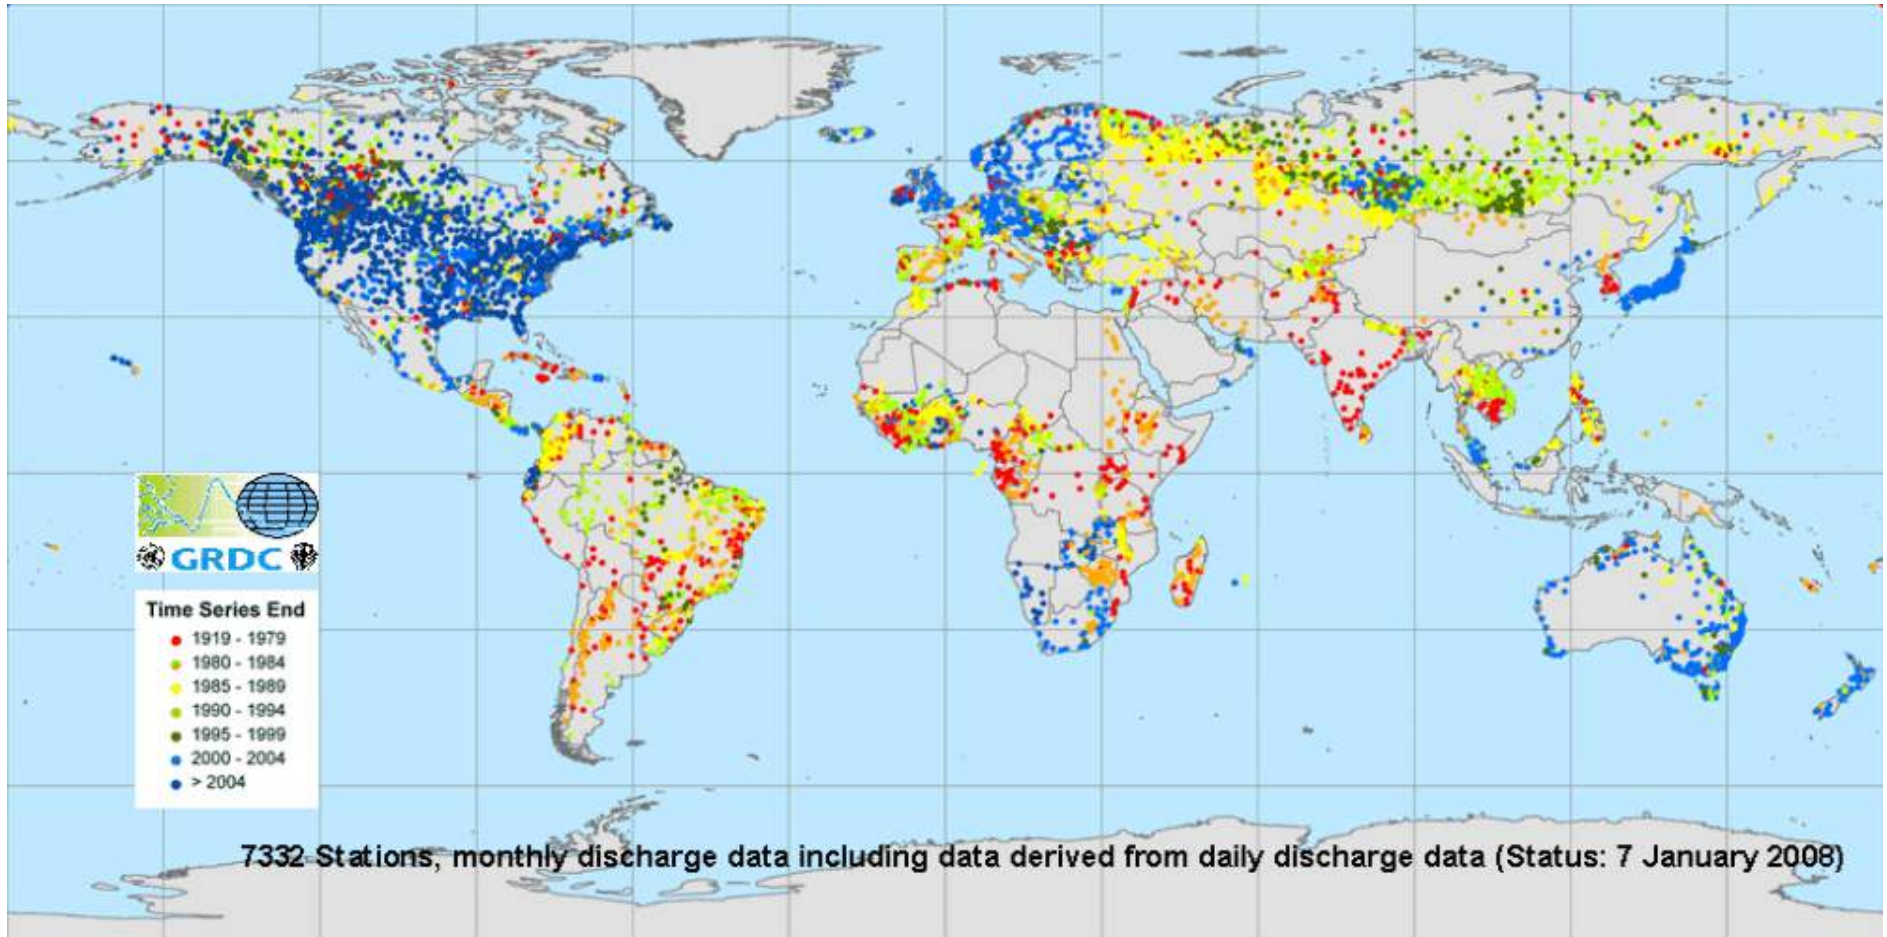 GRDC
Time Series End
1919 - 1979
1980 - 1984
1985 - 1989
1990 - 1994
1995 - 1999
2000 - 2004
> 2004
7332 Stations, monthly discharge data including data derived from daily discharge data (Status: 7 January 2008)